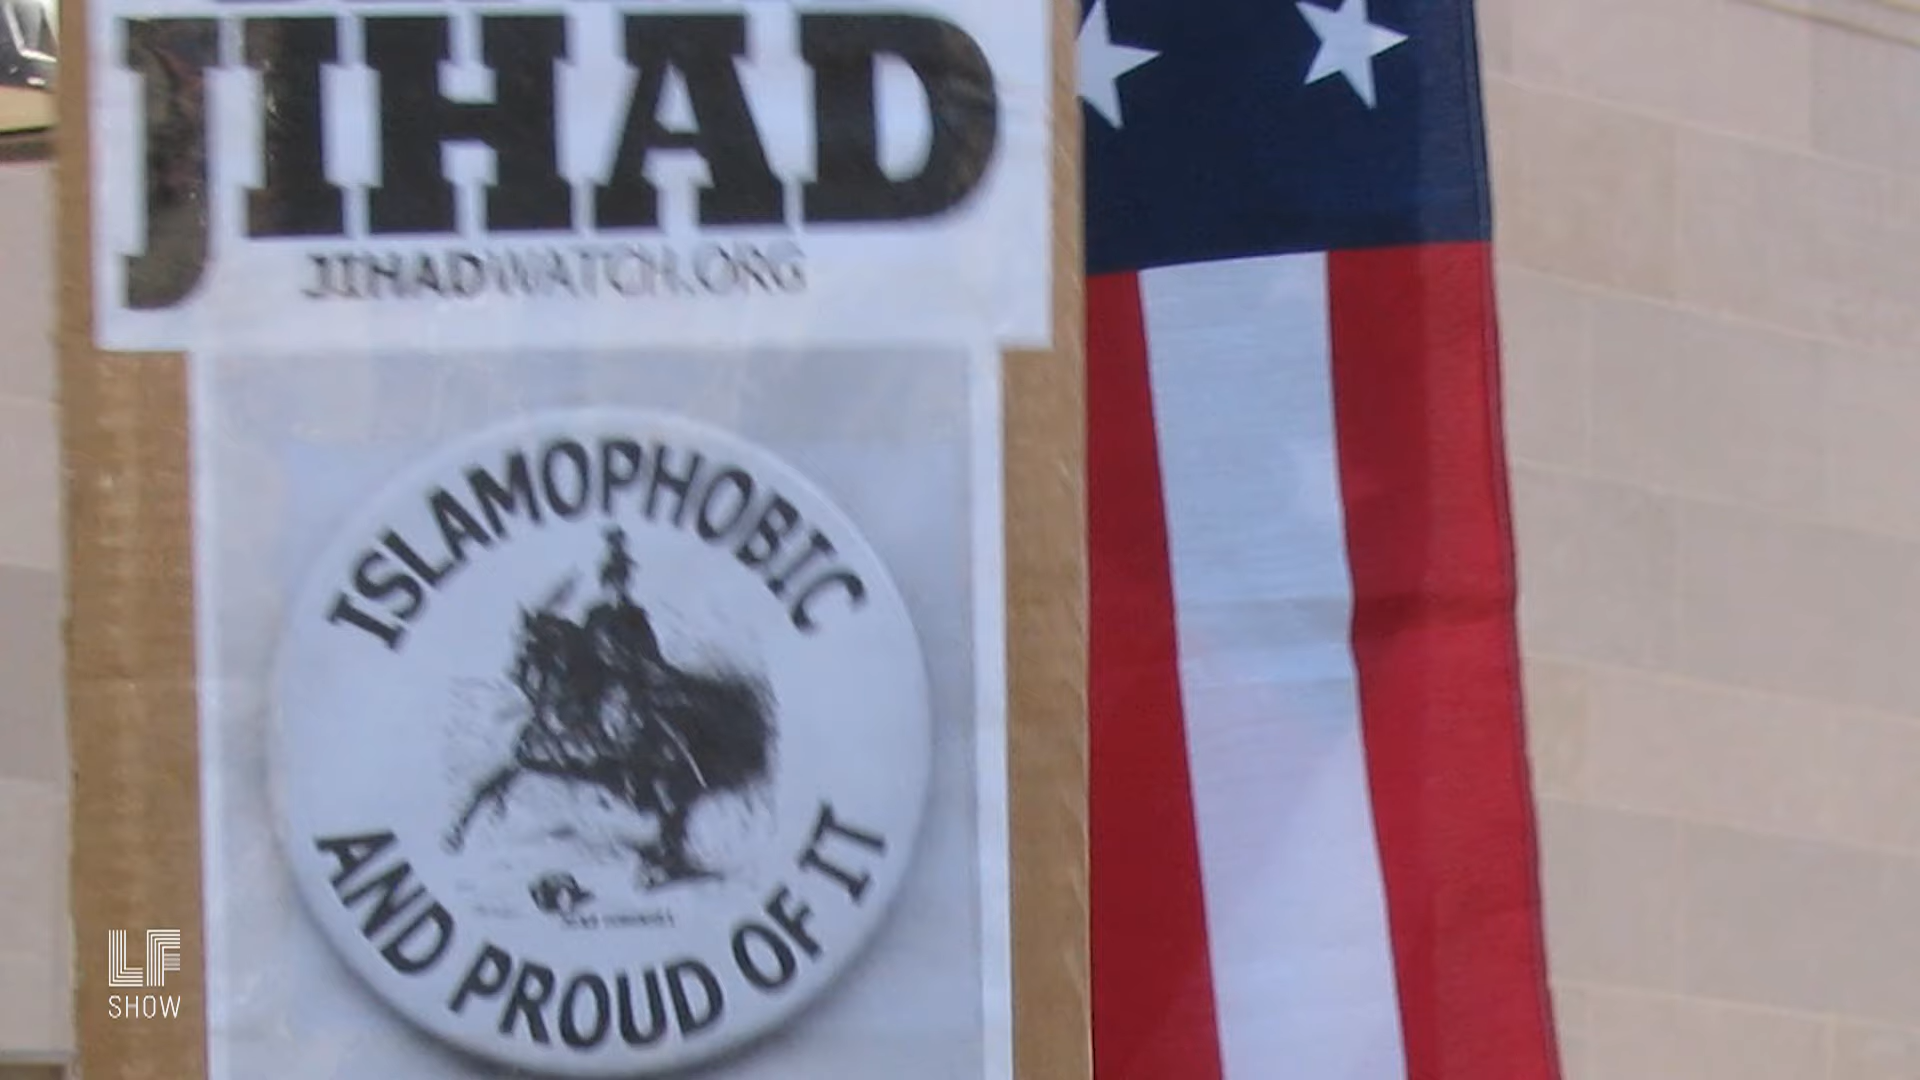 JIHAD
JIHADWATCH.ORG
ISLAMOPHOBIC
AND PROUD OF IT
LF
SHOW